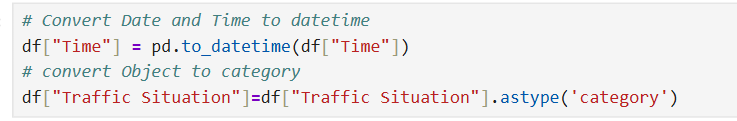 # Convert Date and Time to datetime
df["Time"] = pd.to_datetime(df["Time"])
# convert Object to category
df["Traffic Situation"]=df["Traffic Situation"].astype('category')